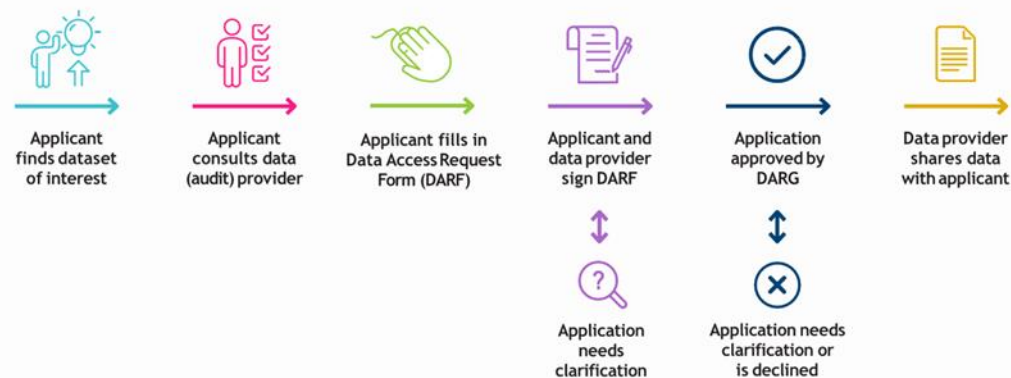 Applicant
finds dataset
of interest
Applicant
consults data
(audit) provider
Applicant fills in
Data Access Request
Form (DARF)
Applicant and
data provider
sign DARF
Application
approved by
DARG
Data provider
shares data
with applicant
?
Application
needs
clarification
Application needs
clarification or
is declined